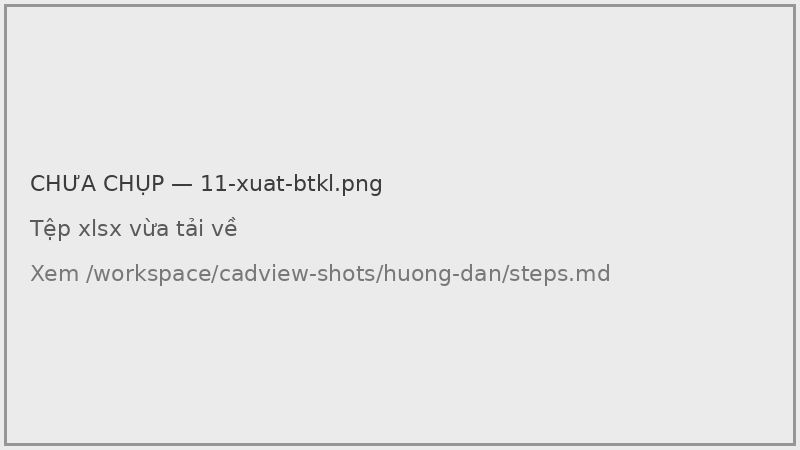 CHƯA CHỤP — 11-xuat-btkl.png
Tệp xlsx vừa tải về
Xem /workspace/cadview-shots/huong-dan/steps.md